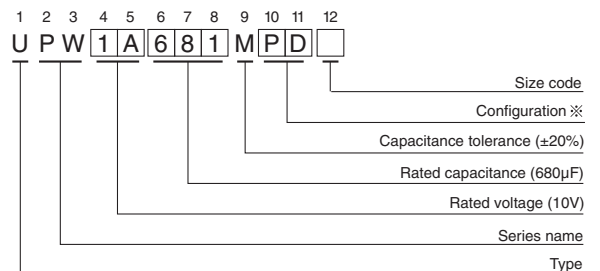 1 2 3 4 5 6 7 8 9 10 11 12
U P W 1 A 6 8 1 M P D
Size code
Configuration ※
Capacitance tolerance (±20%)
Rated capacitance (680µF)
Rated voltage (10V)
Series name
Type